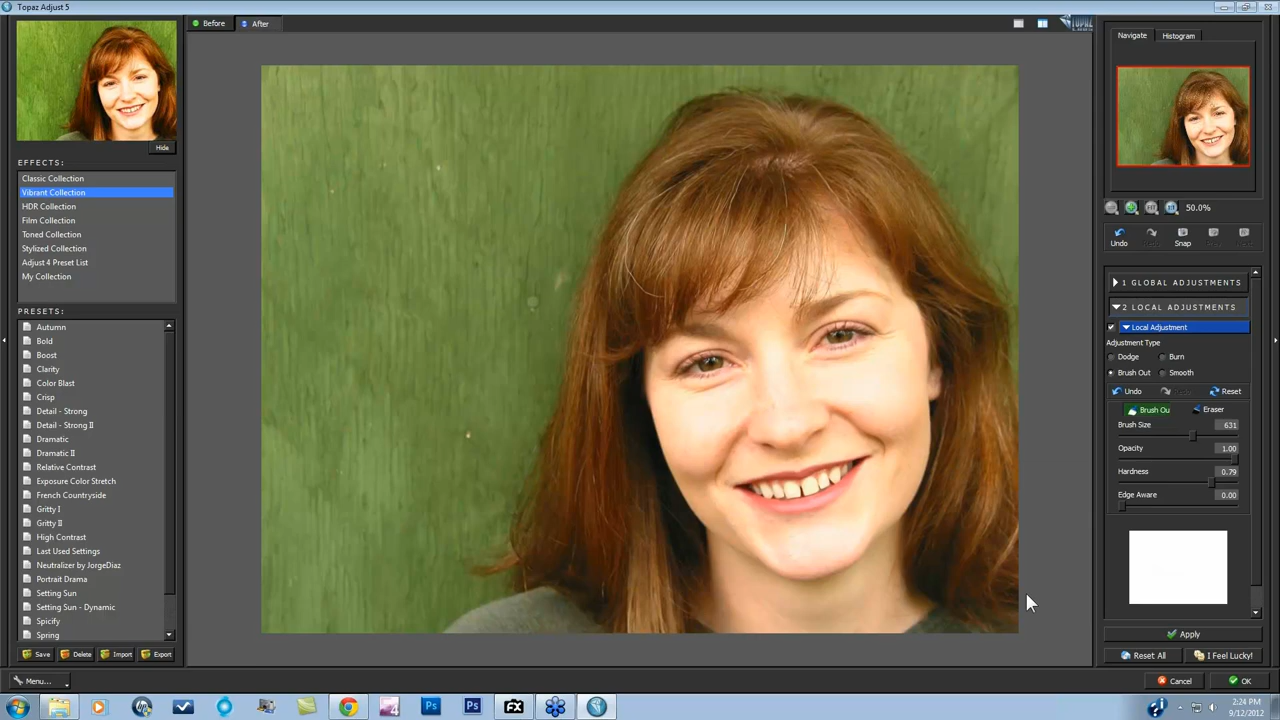 Topaz Adjust 5
Before
After
TOPAZ
LABS
Hide
EFFECTS:
Classic Collection
Vibrant Collection
HDR Collection
Film Collection
Toned Collection
Stylized Collection
Adjust 4 Preset List
My Collection
PRESETS:
Autumn
Bold
Boost
Clarity
Color Blast
Crisp
Detail - Strong
Detail - Strong II
Dramatic
Dramatic II
Relative Contrast
Exposure Color Stretch
French Countryside
Gritty I
Gritty II
High Contrast
Last Used Settings
Neutralizer by JorgeDiaz
Portrait Drama
Setting Sun
Setting Sun - Dynamic
Spicify
Spring
Save
Delete
Import
Export
Menu...
Navigate
Histogram
50.0%
Undo
Snap
1 GLOBAL ADJUSTMENTS
2 LOCAL ADJUSTMENTS
Local Adjustment
Adjustment Type
Dodge
Burn
Brush Out
Smooth
Undo
Reset
Brush Ou
Eraser
Brush Size
631
Opacity
1.00
Hardness
0.79
Edge Aware
0.00
Apply
Reset All
I Feel Lucky!
Cancel
OK
FX
Ps
Ps
4
2:24 PM
9/12/2012